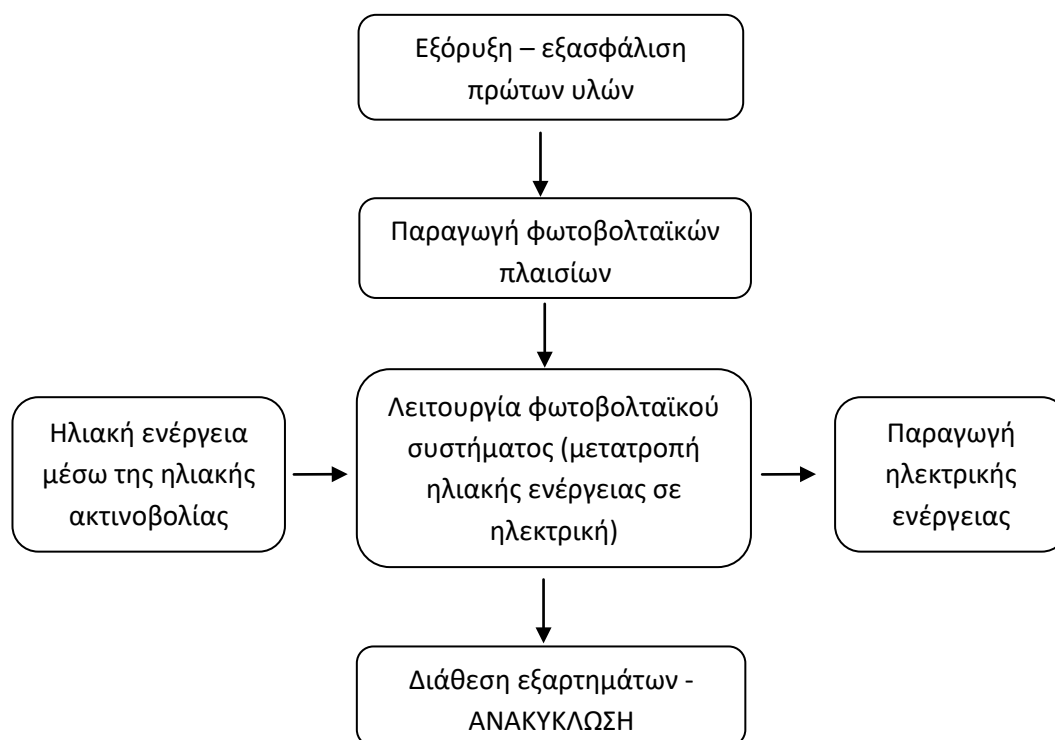 Εξόρυξη – εξασφάλιση
πρώτων υλών
Παραγωγή φωτοβολταϊκών
πλαισίων
Ηλιακή ενέργεια
μέσω της ηλιακής
ακτινοβολίας
Λειτουργία φωτοβολταϊκού
συστήματος (μετατροπή
ηλιακής ενέργειας σε
ηλεκτρική)
Παραγωγή
ηλεκτρικής
ενέργειας
Διάθεση εξαρτημάτων -
ΑΝΑΚΥΚΛΩΣΗ